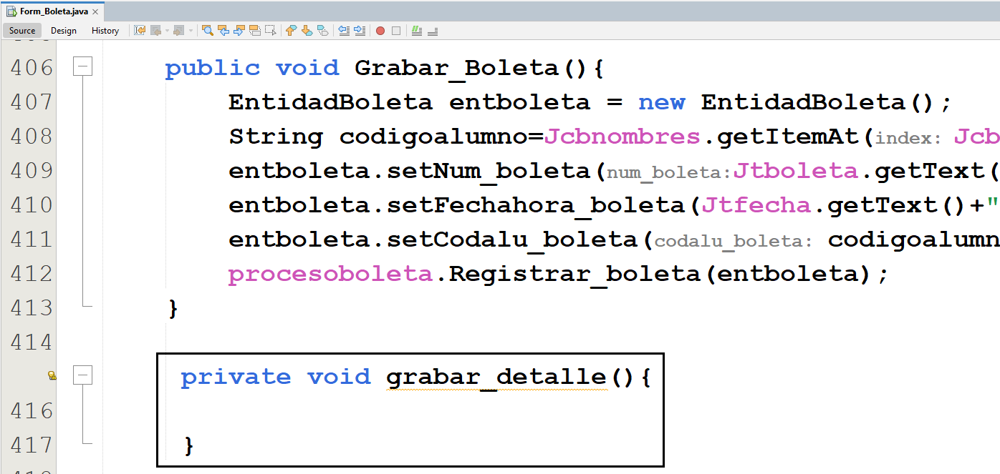 Form_Boleta.java
Source Design History
406 public void Grabar_Boleta(){
407 EntidadBoleta entboleta = new EntidadBoleta();
408 String codigoalumno=Jcbnombres.getItemAt(index: Jcb
409 entboleta.setNum_boleta(num_boleta:Jtboleta.getText(
410 entboleta.setFechahora_boleta(Jtfecha.getText()+"
411 entboleta.setCodalu_boleta(codalu_boleta: codigoalumn
412 procesoboleta.Registrar_boleta(entboleta);
413 }
414
private void grabar_detalle(){
416
417 }